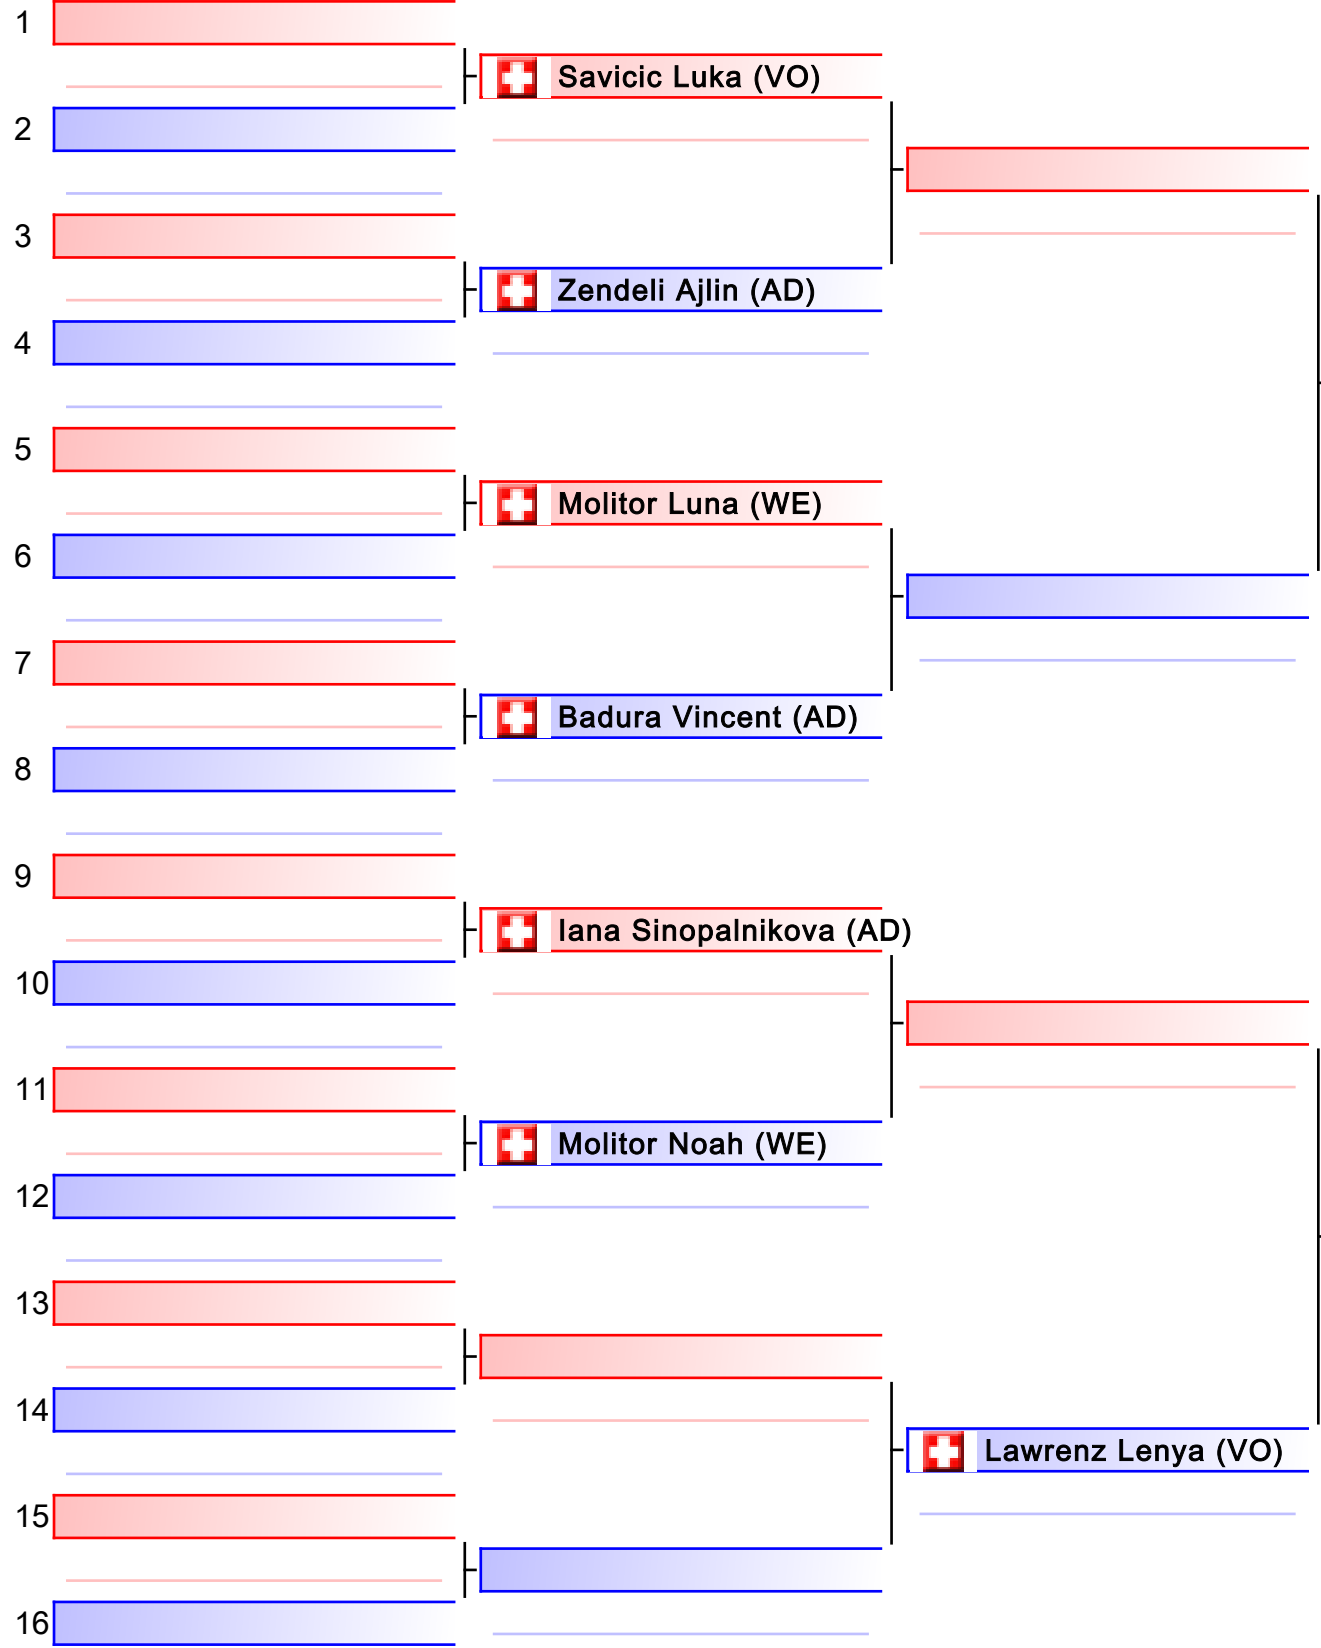 1
Savicic Luka (VO)
2
3
Zendeli Ajlin (AD)
4
5
Molitor Luna (WE)
6
7
Badura Vincent (AD)
8
9
Iana Sinopalnikova (AD)
10
11
Molitor Noah (WE)
12
13
14
Lawrenz Lenya (VO)
15
16